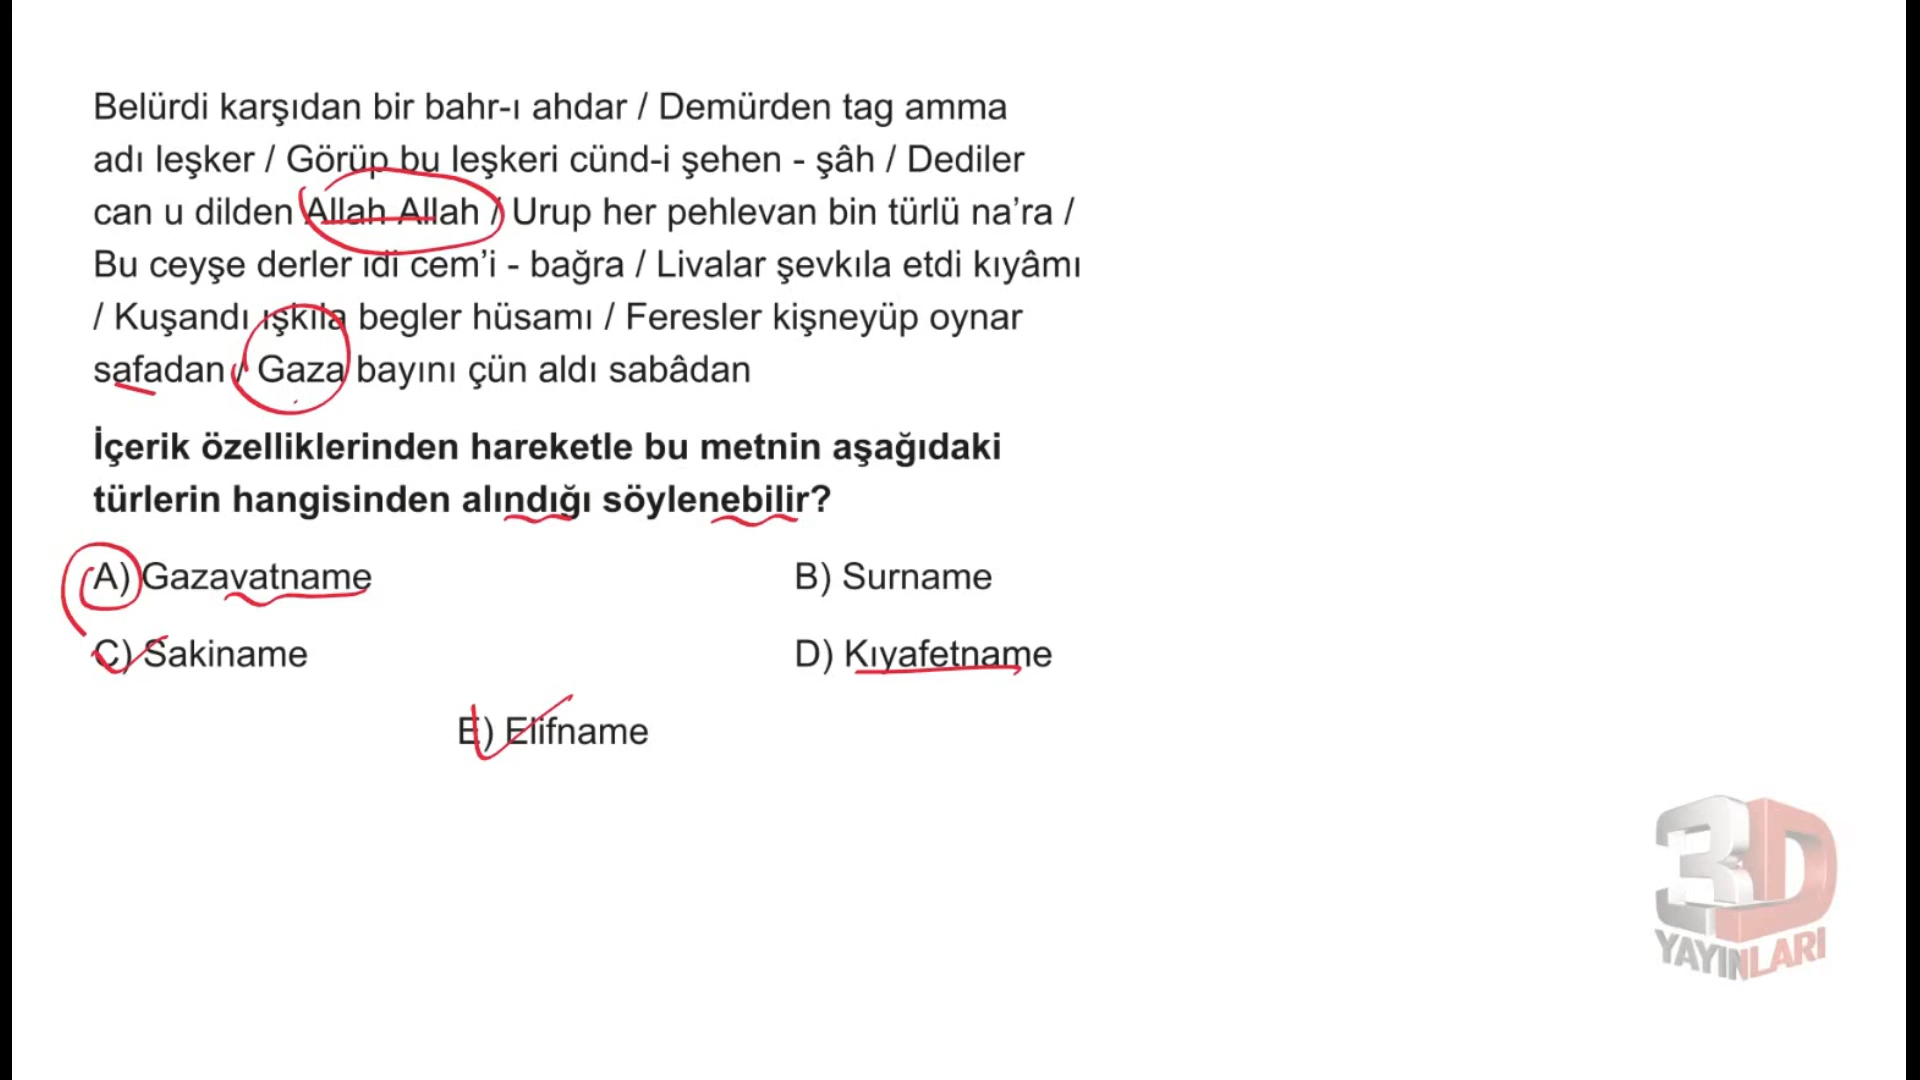 Belürdi karşıdan bir bahr-ı ahdar / Demürden tag amma
adı leşker / Görüp bu leşkeri cünd-i şehen - şâh / Dediler
can u dilden Allah Allah / Urup her pehlevan bin türlü na’ra /
Bu ceyşe derler idi cem’i - bağra / Livalar şevkıla etdi kıyâmı
/ Kuşandı ışkıla begler hüsamı / Feresler kişneyüp oynar
safadan / Gaza bayını çün aldı sabâdan
İçerik özelliklerinden hareketle bu metnin aşağıdaki
türlerin hangisinden alındığı söylenebilir?
A) Gazavatname
B) Surname
C) Sakiname
D) Kıyafetname
E) Elifname
3D
YAYINLARI